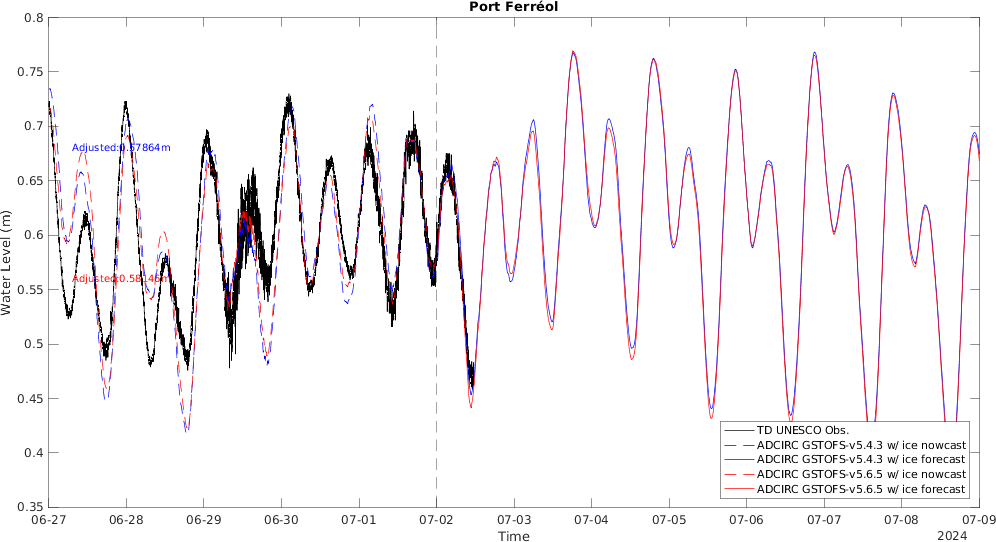 Port Ferréol
0.8
0.75
0.7
0.65
0.6
0.55
0.5
0.45
0.4
0.35
Water Level (m)
Adjusted:0.57864m
Adjusted:0.58146m
TD UNESCO Obs.
ADCIRC GSTOFS-v5.4.3 w/ ice nowcast
ADCIRC GSTOFS-v5.4.3 w/ ice forecast
ADCIRC GSTOFS-v5.6.5 w/ ice nowcast
ADCIRC GSTOFS-v5.6.5 w/ ice forecast
06-27 06-28 06-29 06-30 07-01 07-02 07-03 07-04 07-05 07-06 07-07 07-08 07-09
Time
2024